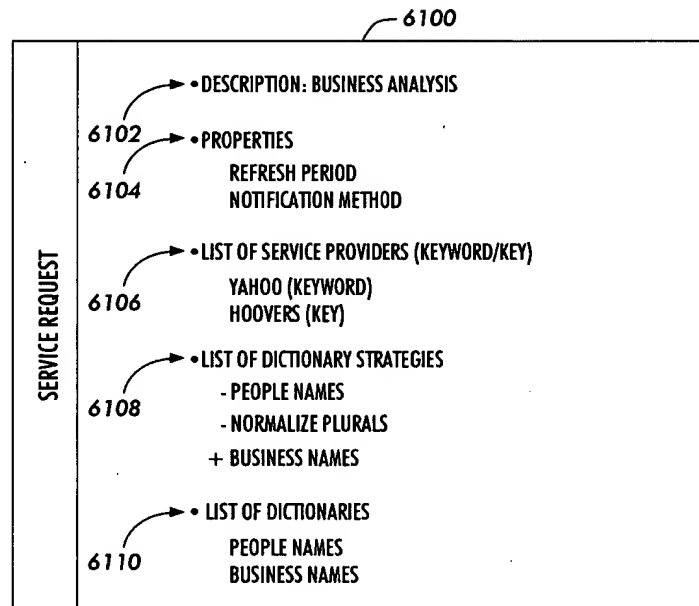 6100
SERVICE REQUEST
6102
• DESCRIPTION: BUSINESS ANALYSIS
6104
• PROPERTIES
REFRESH PERIOD
NOTIFICATION METHOD
6106
• LIST OF SERVICE PROVIDERS (KEYWORD/KEY)
YAHOO (KEYWORD)
HOOVERS (KEY)
6108
• LIST OF DICTIONARY STRATEGIES
- PEOPLE NAMES
- NORMALIZE PLURALS
+ BUSINESS NAMES
6110
• LIST OF DICTIONARIES
PEOPLE NAMES
BUSINESS NAMES